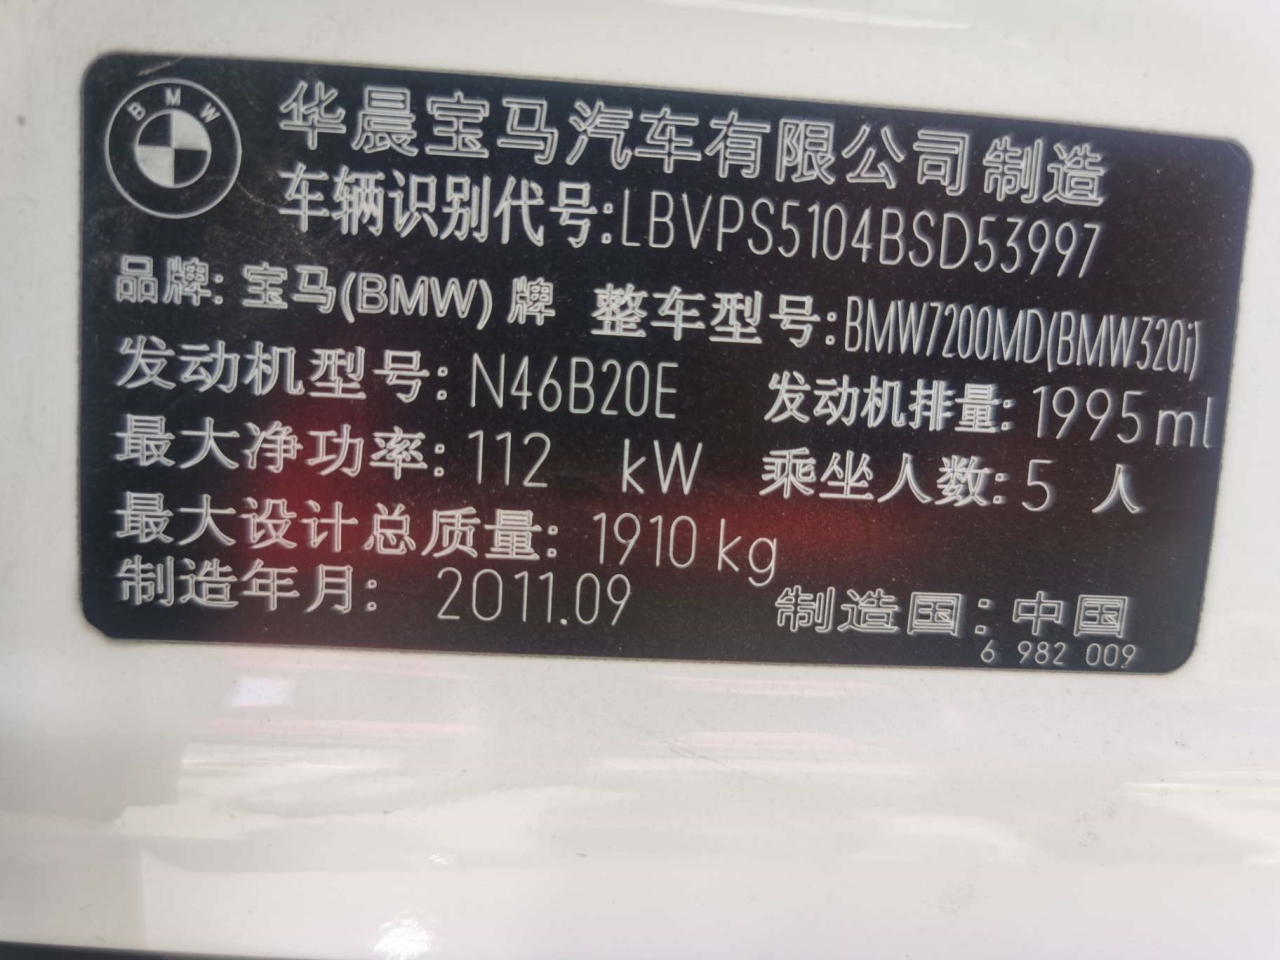 BMW
华晨宝马汽车有限公司 制造
车辆识别代号:LBVPS5104BSD53997
品牌: 宝马(BMW) 牌 整车型号:BMW7200MD(BMW320i)
发动机型号: N46B20E 发动机排量: 1995 ml
最大净功率: 112 kW 乘坐人数: 5 人
最大设计总质量: 1910 kg
制造年月: 2011.09 制造国: 中国
6 982 009